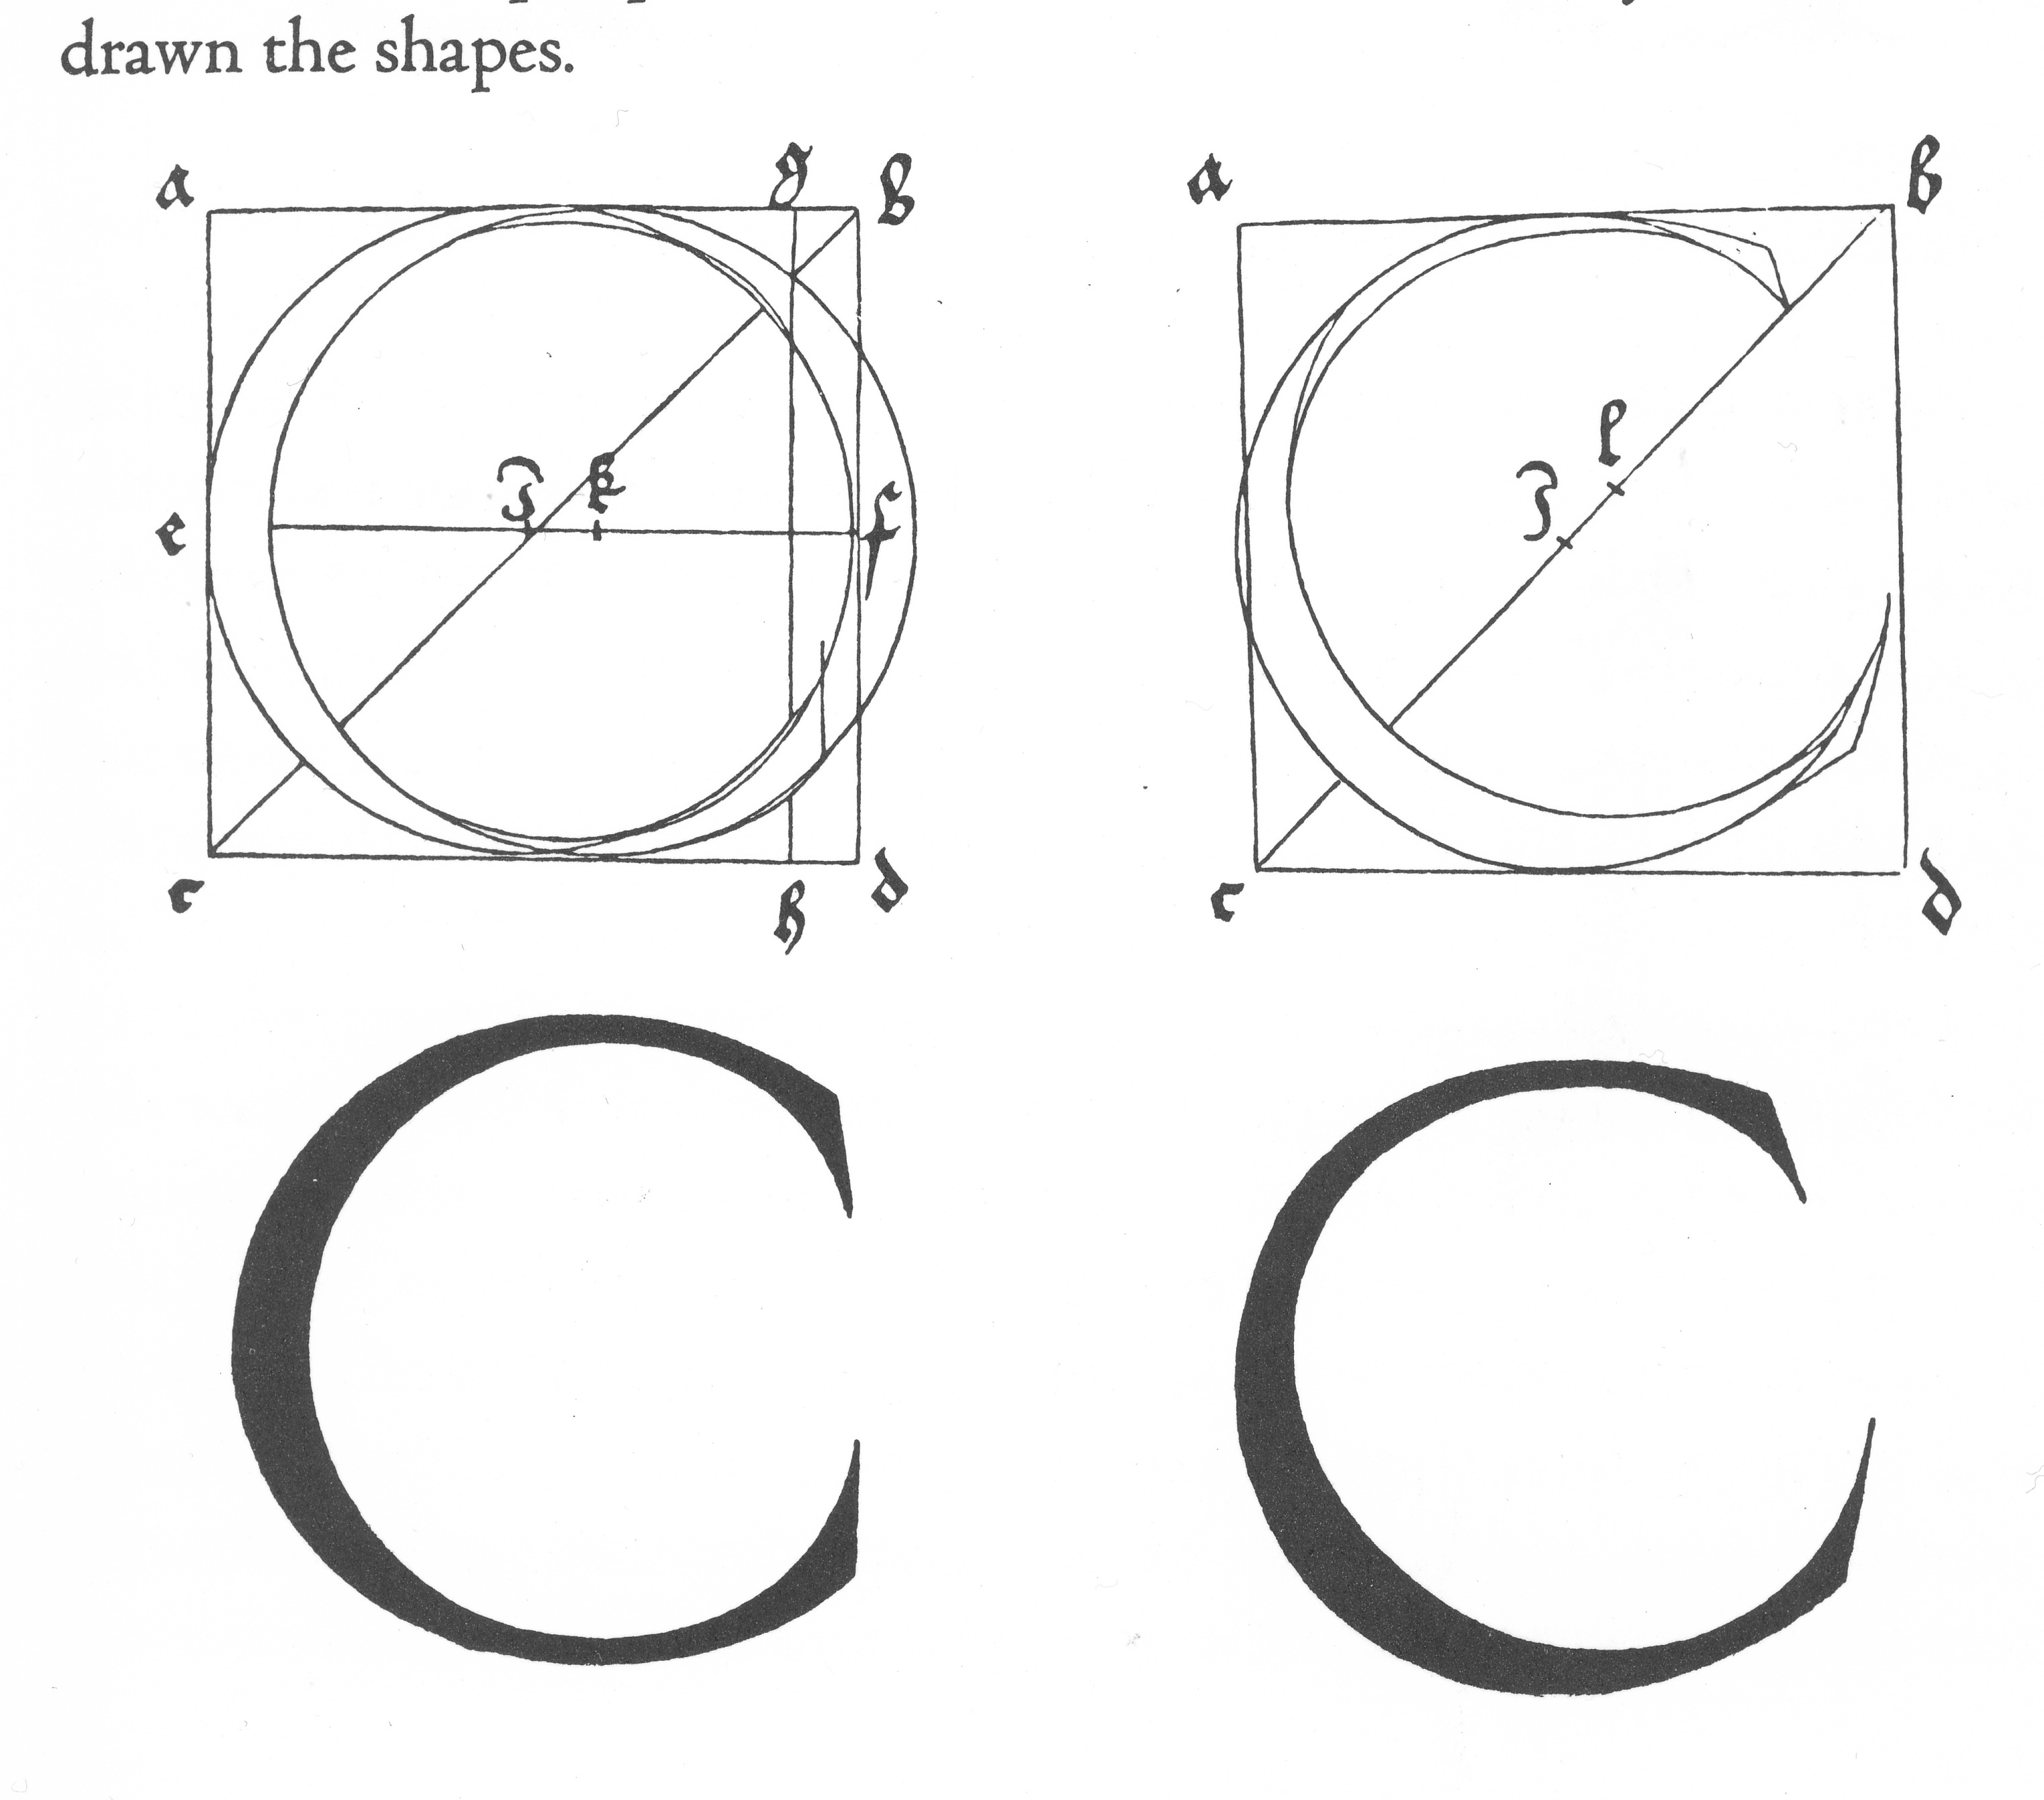 drawn the shapes.
a g b
a b
e I k f
I l
c h d
c d
C C